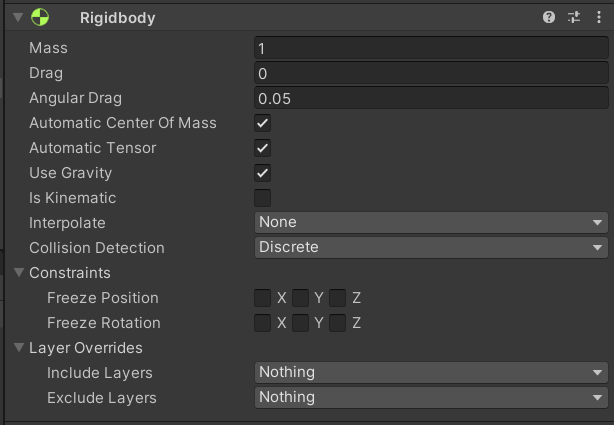 Rigidbody
Mass 1
Drag 0
Angular Drag 0.05
Automatic Center Of Mass
Automatic Tensor
Use Gravity
Is Kinematic
Interpolate None
Collision Detection Discrete
Constraints
Freeze Position X Y Z
Freeze Rotation X Y Z
Layer Overrides
Include Layers Nothing
Exclude Layers Nothing